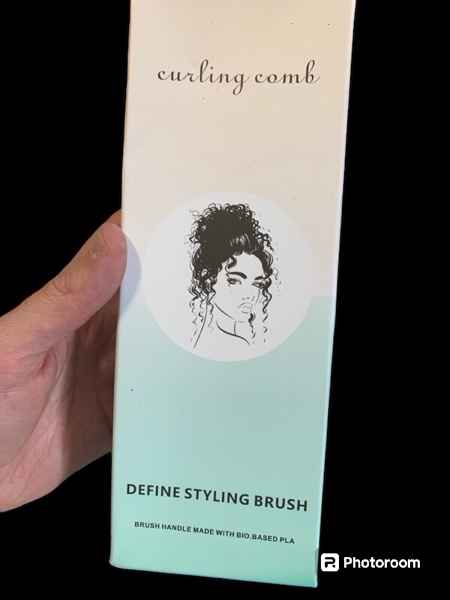 curling comb
DEFINE STYLING BRUSH
BRUSH HANDLE MADE WITH BIO.BASED PLA
Photoroom